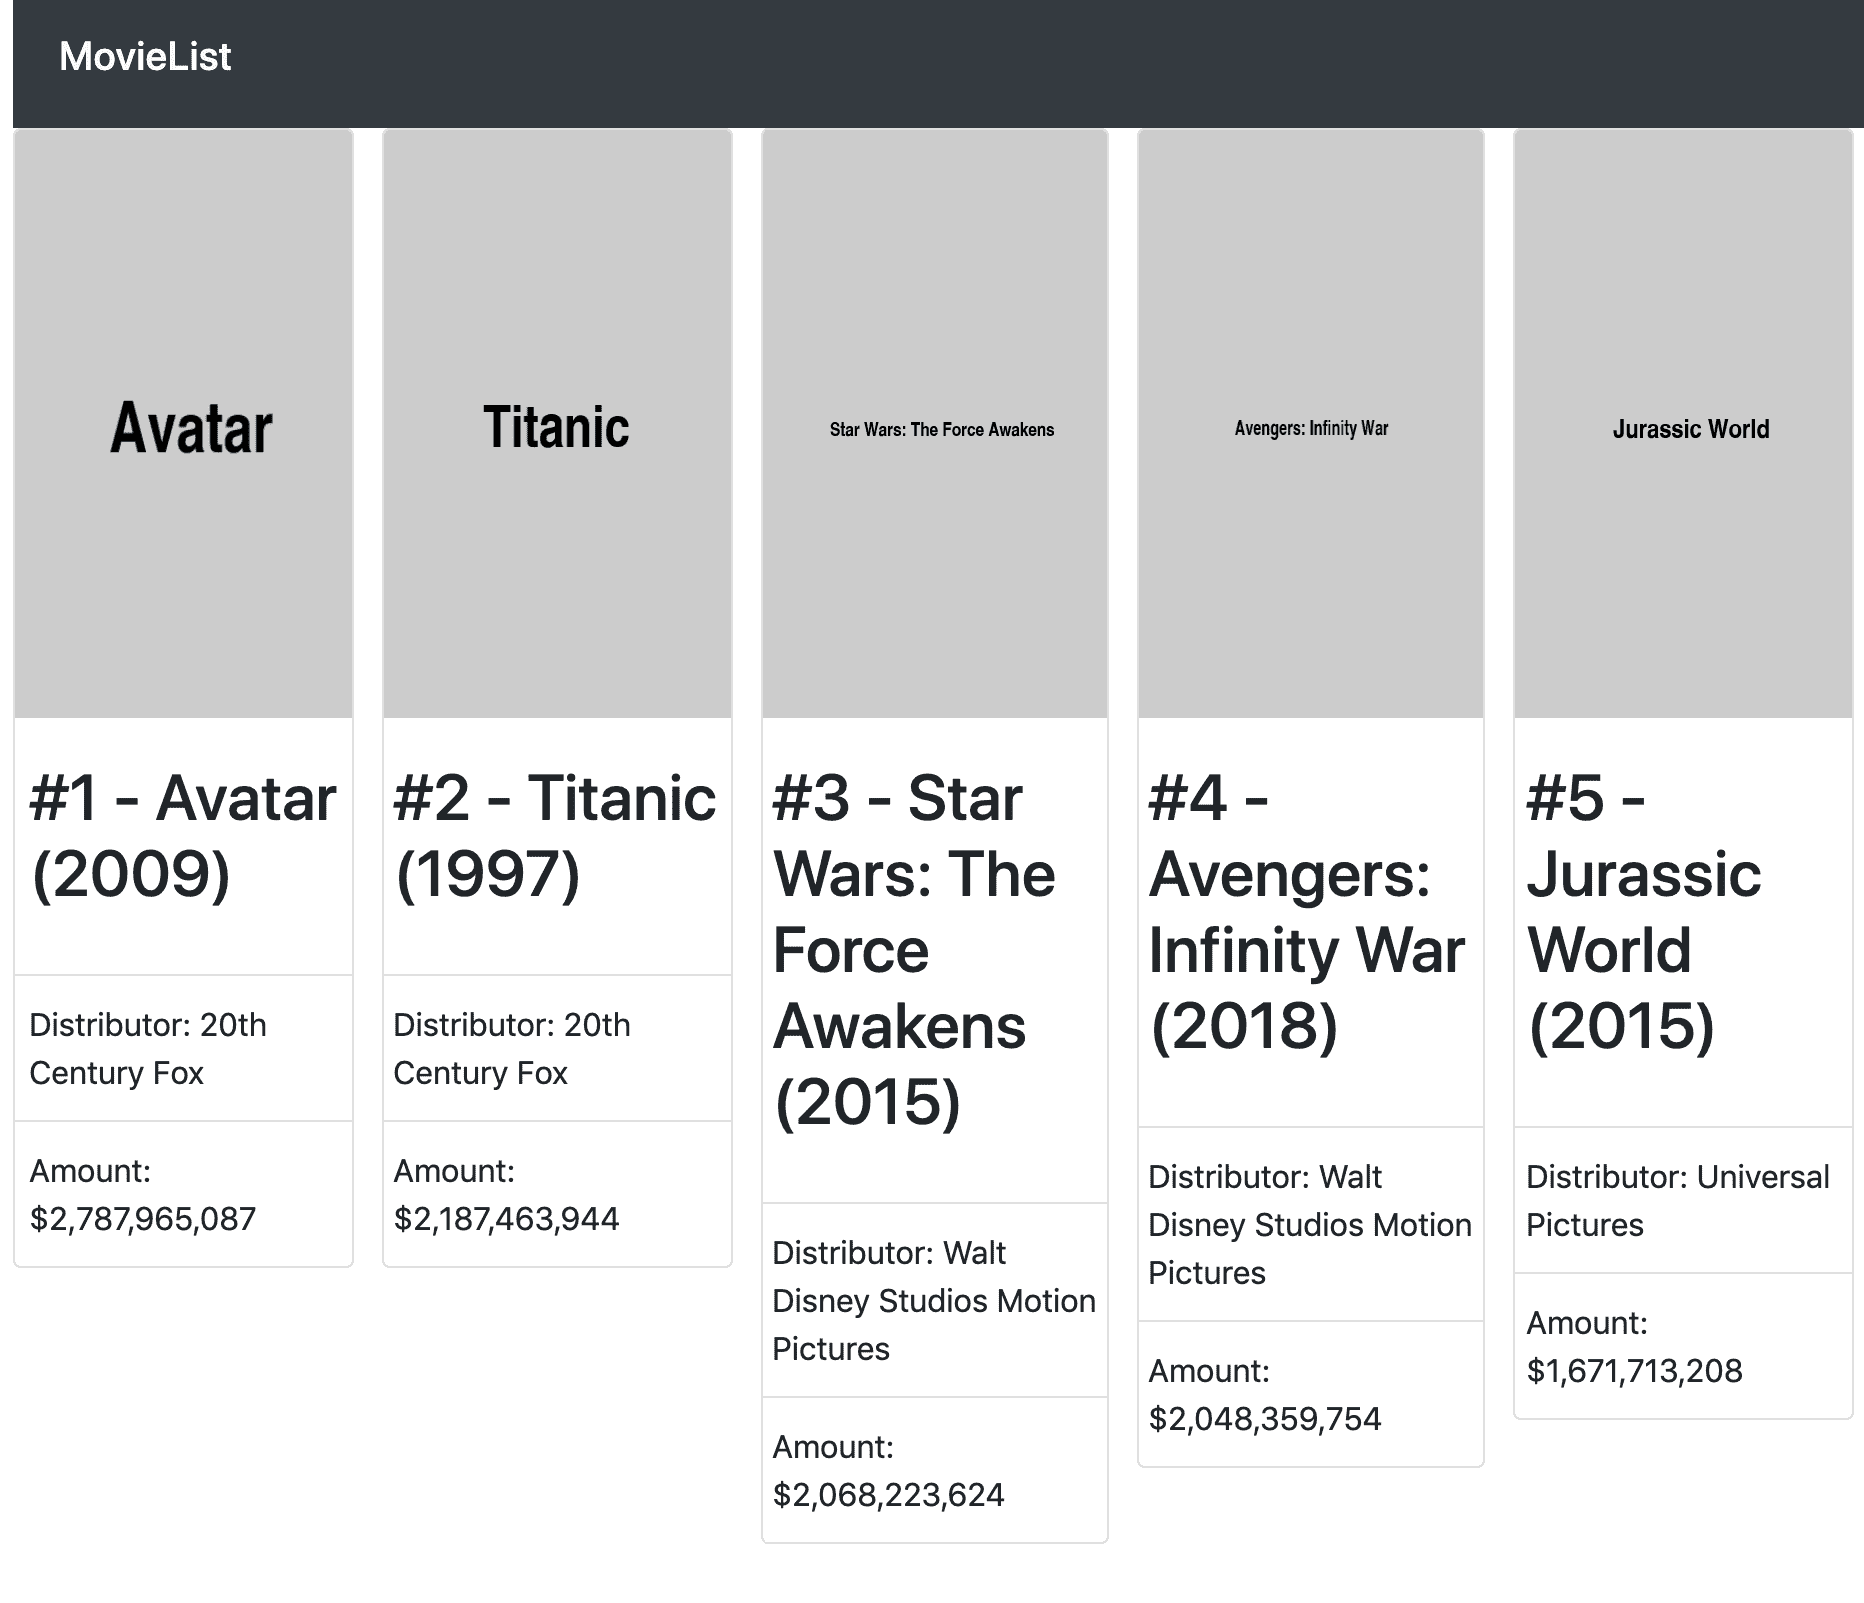 MovieList
Avatar
#1 - Avatar
(2009)
Distributor: 20th
Century Fox
Amount:
$2,787,965,087
Titanic
#2 - Titanic
(1997)
Distributor: 20th
Century Fox
Amount:
$2,187,463,944
Star Wars: The Force Awakens
#3 - Star
Wars: The
Force
Awakens
(2015)
Distributor: Walt
Disney Studios Motion
Pictures
Amount:
$2,068,223,624
Avengers: Infinity War
#4 -
Avengers:
Infinity War
(2018)
Distributor: Walt
Disney Studios Motion
Pictures
Amount:
$2,048,359,754
Jurassic World
#5 -
Jurassic
World
(2015)
Distributor: Universal
Pictures
Amount:
$1,671,713,208